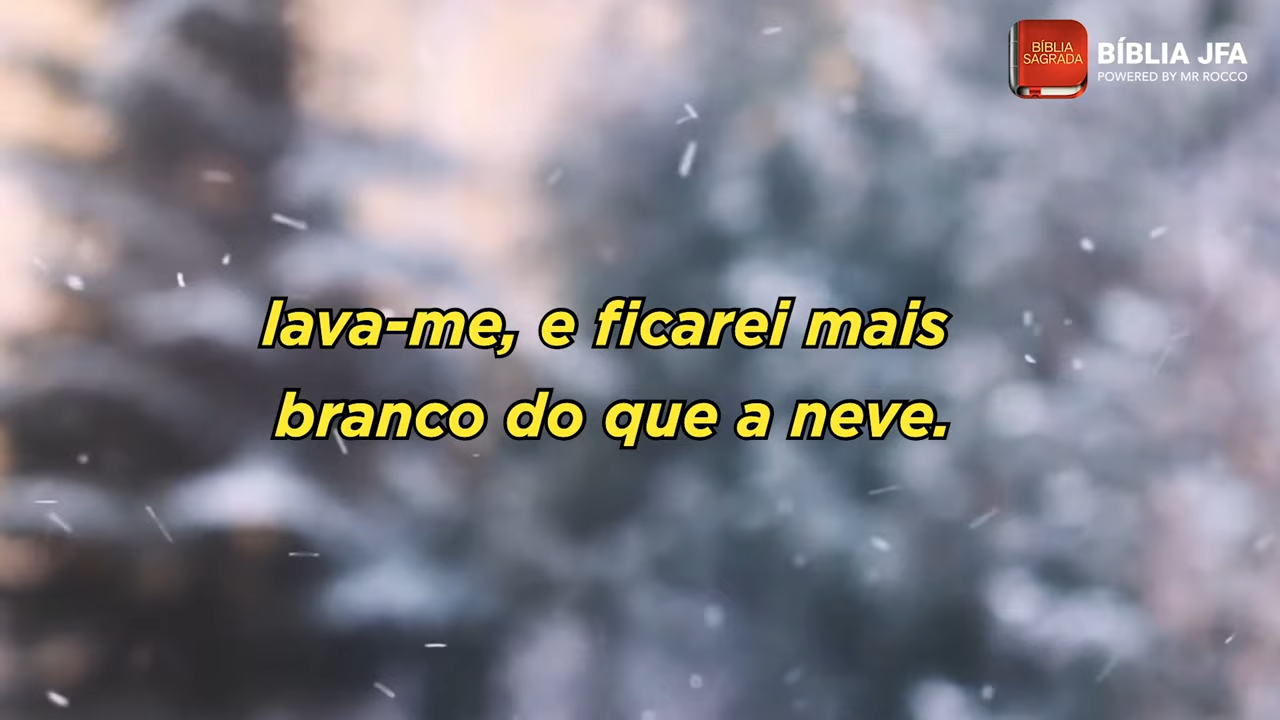 BÍBLIA
SAGRADA
BÍBLIA JFA
POWERED BY MR ROCCO
lava-me, e ficarei mais
branco do que a neve.